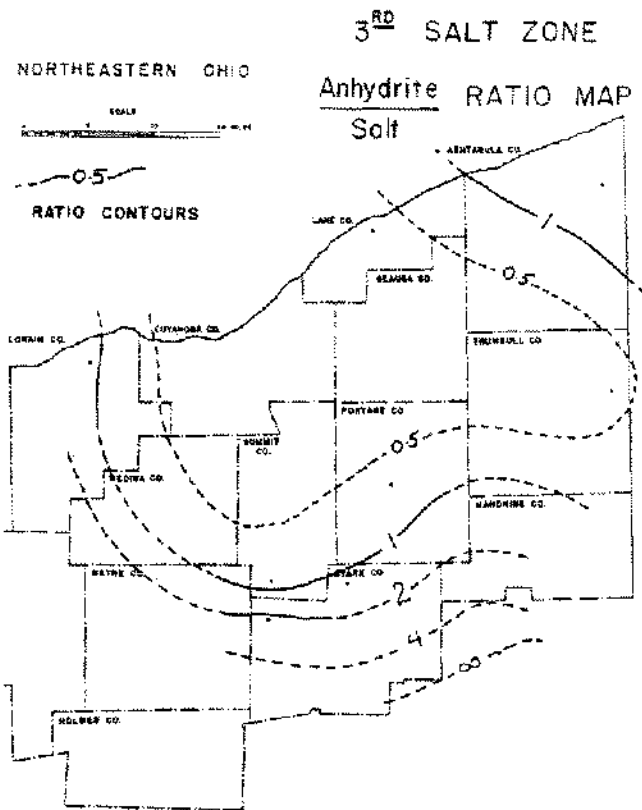 3RD SALT ZONE
NORTHEASTERN OHIO
Anhydrite RATIO MAP
Salt
SCALE
0.5
RATIO CONTOURS
ASHTABULA CO.
LAKE CO.
1
GEAUGA CO.
0.5
LORAIN CO.
CUYAHOGA CO.
TRUMBULL CO.
PORTAGE CO.
SUMMIT
CO.
0.5
MEDINA CO.
MAHONING CO.
1
WAYNE CO.
STARK CO.
2
4
∞
HOLMES CO.